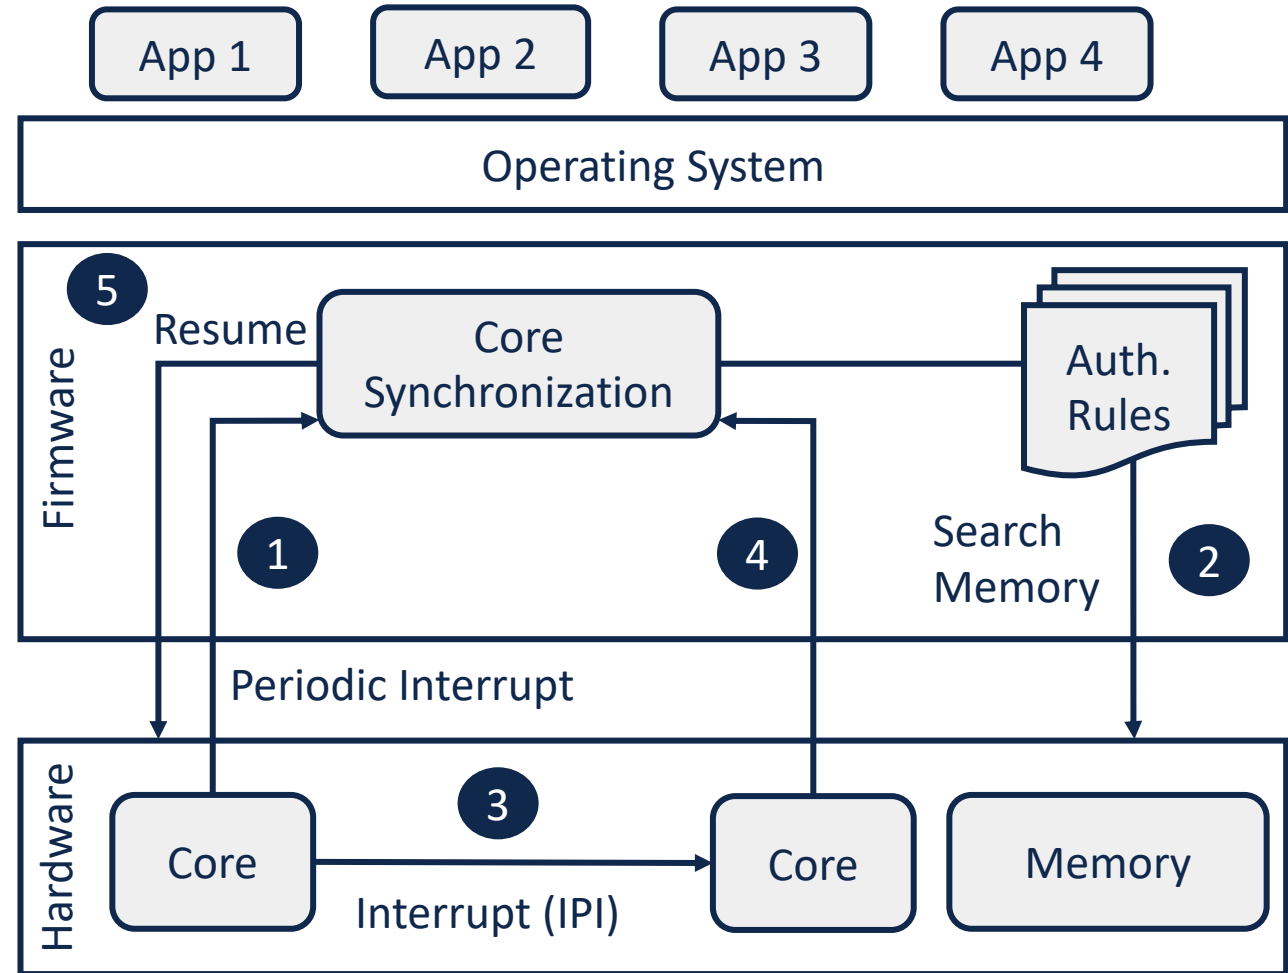 App 1
App 2
App 3
App 4
Operating System
Firmware
5
Resume
Core
Synchronization
Auth.
Rules
1
4
Search
Memory
2
Periodic Interrupt
Hardware
3
Core
Interrupt (IPI)
Core
Memory